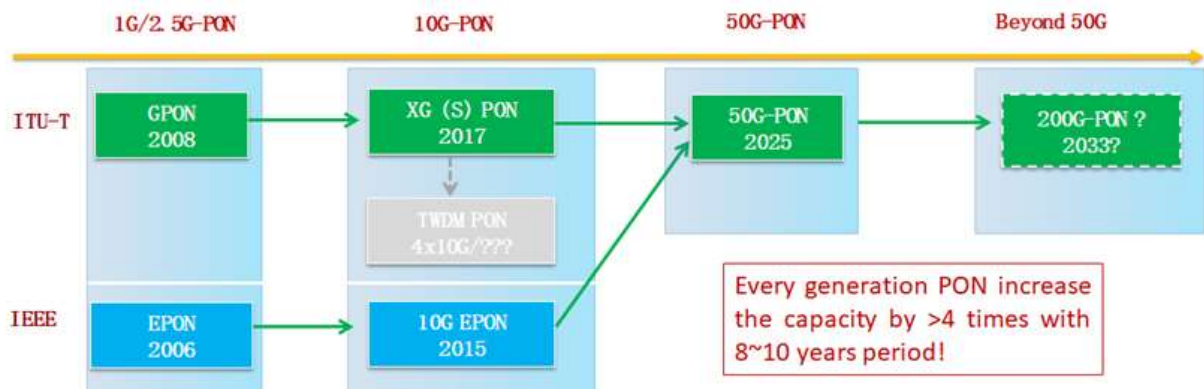 1G/2.5G-PON 10G-PON 50G-PON Beyond 50G
ITU-T
GPON
2008
XG (S) PON
2017
50G-PON
2025
200G-PON ?
2033?
TWDM PON
4x10G/???
IEEE
EPON
2006
10G EPON
2015
Every generation PON increase
the capacity by >4 times with
8~10 years period!